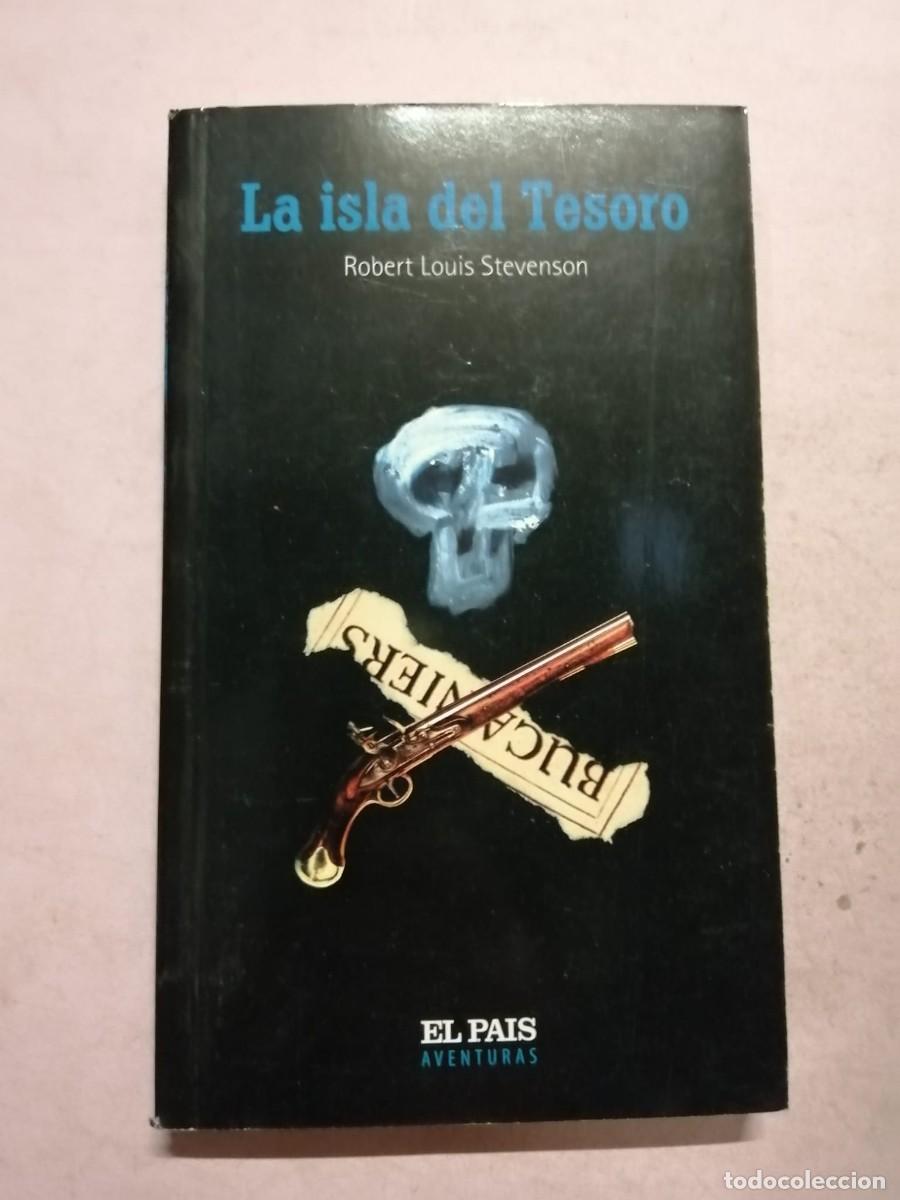 La isla del Tesoro
Robert Louis Stevenson
BUCANIERS
EL PAIS
AVENTURAS
todocoleccion